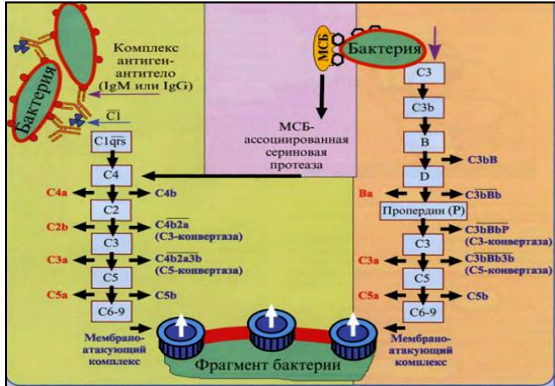 Бактерия
Комплекс
антиген-
антитело
(IgM или IgG)
C1
C1qrs
C4
C4a
C4b
C2
C2b
C4b2a
(C3-конвертаза)
C3
C3a
C4b2a3b
(C5-конвертаза)
C5
C5a
C5b
C6-9
Мембрано-
атакующий
комплекс
МСБ
МСБ-
ассоциированная
сериновая
протеаза
Бактерия
C3
C3b
B
C3bB
D
Ba
C3bBb
Пропердин (P)
C3bBbP
(C3-конвертаза)
C3
C3a
C3bBb3b
(C5-конвертаза)
C5
C5a
C5b
C6-9
Мембрано-
атакующий
комплекс
Фрагмент бактерии